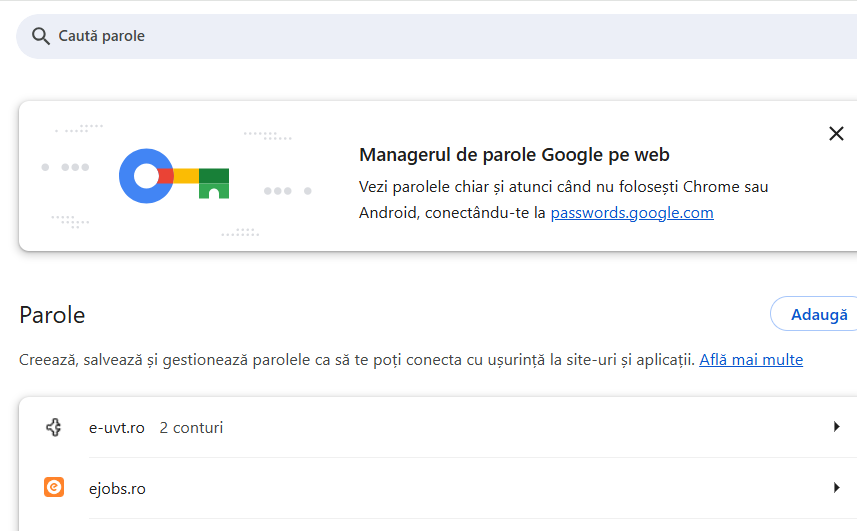 Caută parole
Managerul de parole Google pe web
Vezi parolele chiar și atunci când nu folosești Chrome sau
Android, conectându-te la passwords.google.com
Parole
Adaugă
Creează, salvează și gestionează parolele ca să te poți conecta cu ușurință la site-uri și aplicații. Află mai multe
e-uvt.ro 2 conturi
ejobs.ro